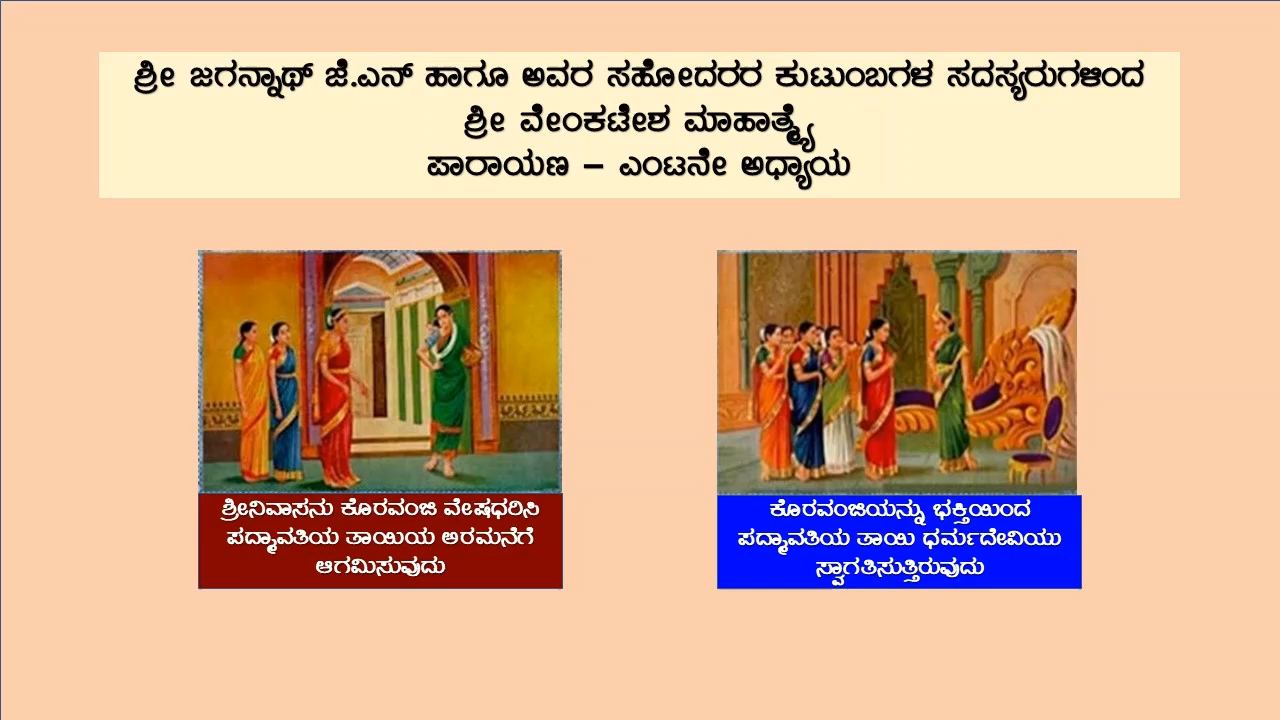 ಶ್ರೀ ಜಗನ್ನಾಥ್ ಜೆ.ಎನ್ ಹಾಗೂ ಅವರ ಸಹೋದರರ ಕುಟುಂಬಗಳ ಸದಸ್ಯರುಗಳಿಂದ
ಶ್ರೀ ವೇಂಕಟೇಶ ಮಾಹಾತ್ಮ್ಯೆ
ಪಾರಾಯಣ – ಎಂಟನೇ ಅಧ್ಯಾಯ
ಶ್ರೀನಿವಾಸನು ಕೊರವಂಜಿ ವೇಷಧರಿಸಿ
ಪದ್ಮಾವತಿಯ ತಾಯಿಯ ಅರಮನೆಗೆ
ಆಗಮಿಸುವುದು
ಕೊರವಂಜಿಯನ್ನು ಭಕ್ತಿಯಿಂದ
ಪದ್ಮಾವತಿಯ ತಾಯಿ ಧರ್ಮದೇವಿಯು
ಸ್ವಾಗತಿಸುತ್ತಿರುವುದು